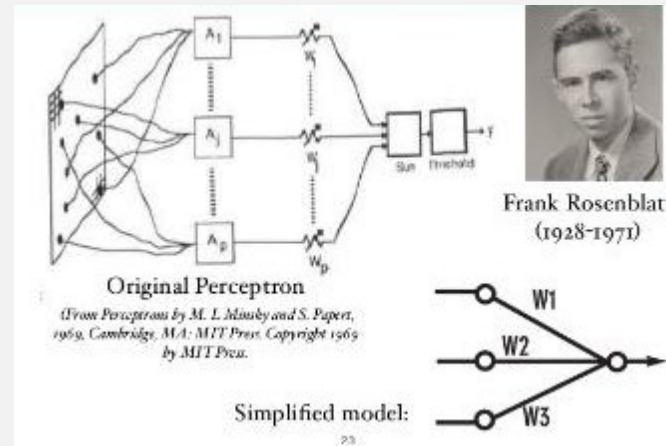 A1
Aj
Ap
W1
Wj
Wp
Sum
threshold
Y
Frank Rosenblat
(1928-1971)
Original Perceptron
(From Perceptrons by M. L Minsky and S. Papert,
1969, Cambridge, MA: MIT Press. Copyright 1969
by MIT Press.
W1
W2
W3
Simplified model:
23